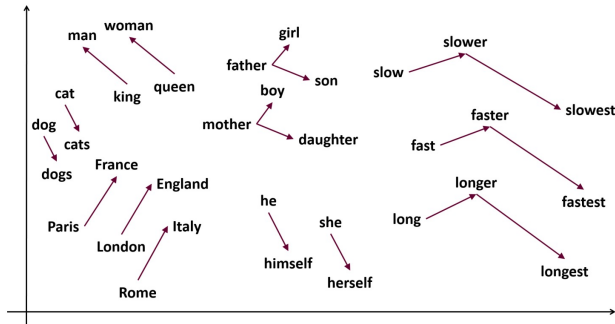 man
woman
king
queen
cat
cats
dog
dogs
France
England
Italy
Paris
London
Rome
girl
father
son
boy
mother
daughter
he
himself
she
herself
slow
slower
slowest
fast
faster
fastest
long
longer
longest